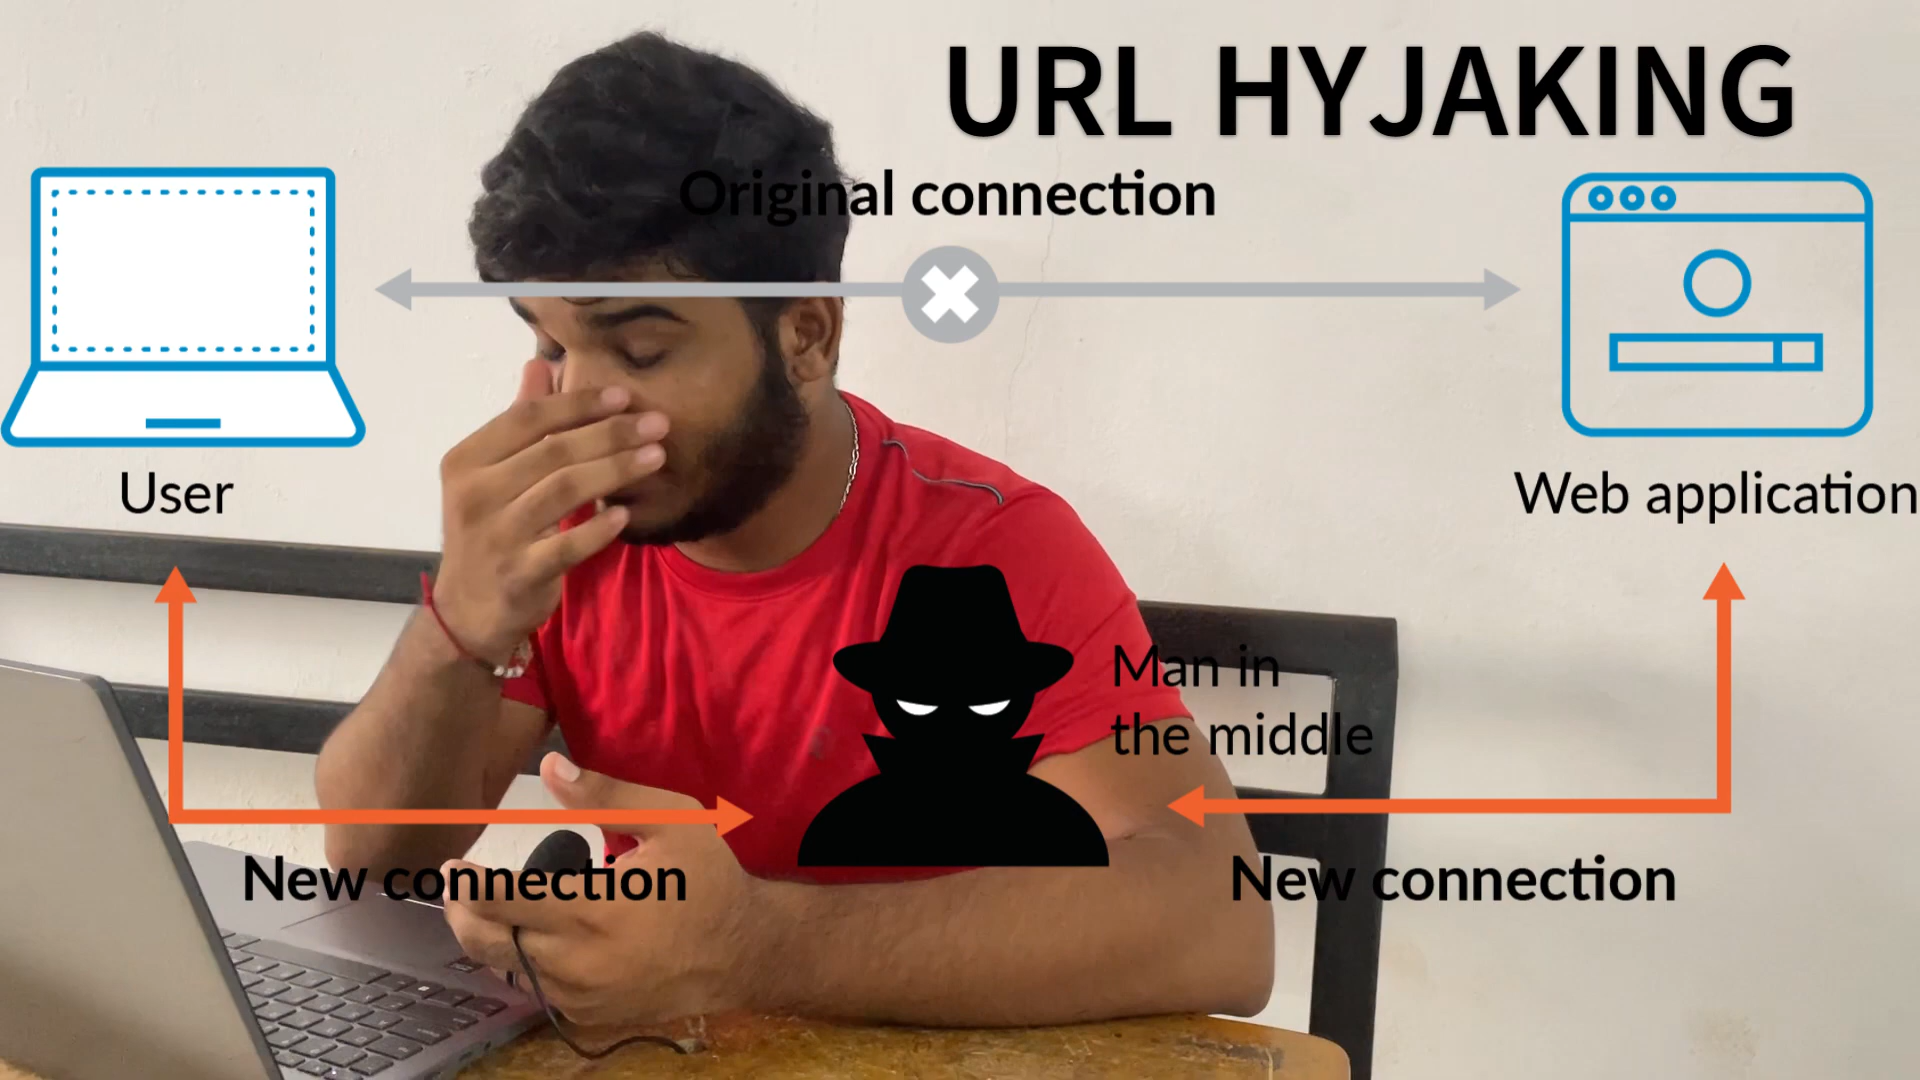 URL HYJAKING
Original connection
User
Web application
Man in
the middle
New connection
New connection